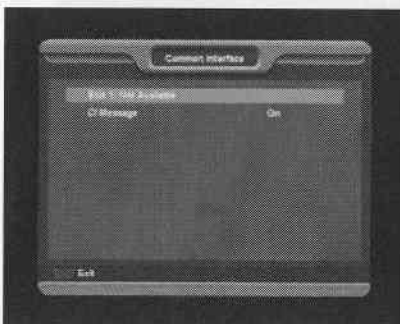 Common Interface
Slot 1: Not Available
CI Message On
Exit